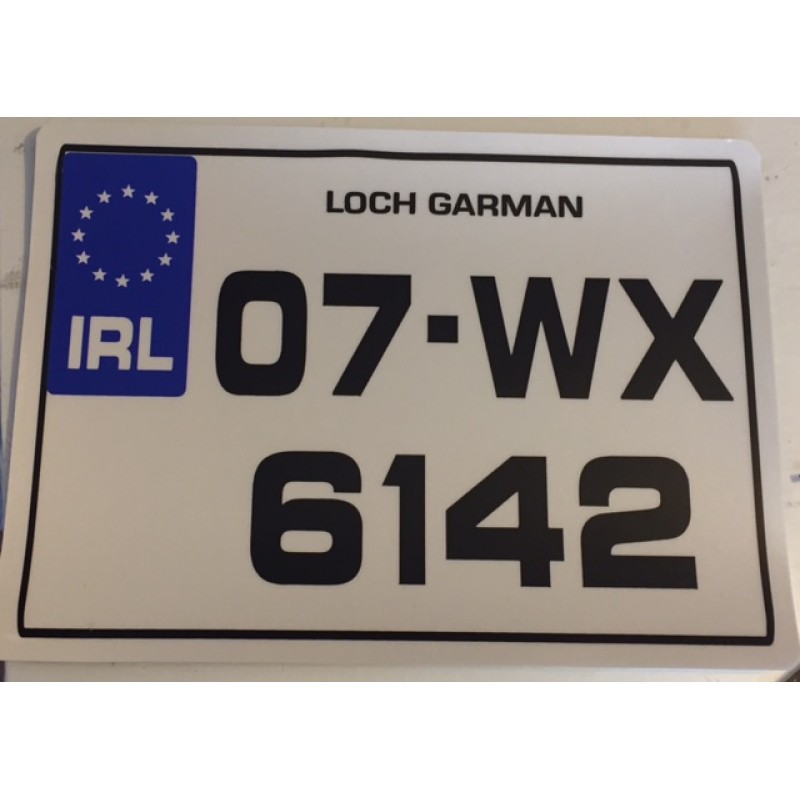 LOCH GARMAN
IRL
07-WX
6142